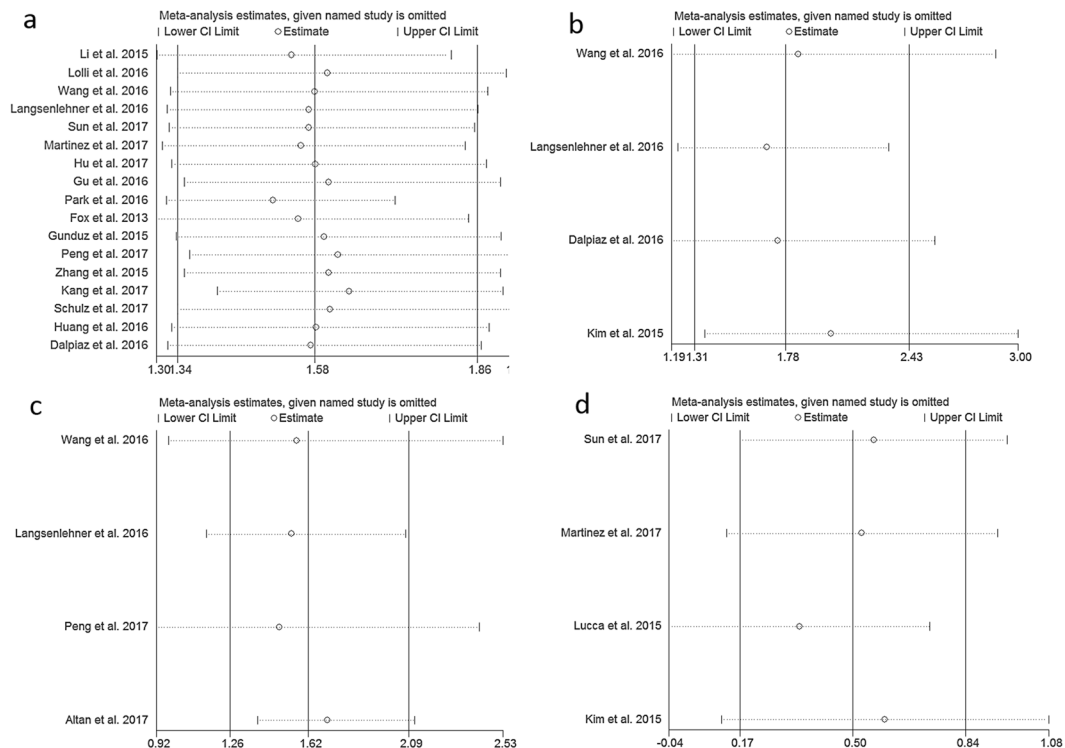 a
Meta-analysis estimates, given named study is omitted
Lower CI Limit Estimate Upper CI Limit
Li et al. 2015
Lolli et al. 2016
Wang et al. 2016
Langsenlehner et al. 2016
Sun et al. 2017
Martinez et al. 2017
Hu et al. 2017
Gu et al. 2016
Park et al. 2016
Fox et al. 2013
Gunduz et al. 2015
Peng et al. 2017
Zhang et al. 2015
Kang et al. 2017
Schulz et al. 2017
Huang et al. 2016
Dalpiaz et al. 2016
1.30 1.34 1.58 1.86
b
Meta-analysis estimates, given named study is omitted
Lower CI Limit Estimate Upper CI Limit
Wang et al. 2016
Langsenlehner et al. 2016
Dalpiaz et al. 2016
Kim et al. 2015
1.19 1.31 1.78 2.43 3.00
c
Meta-analysis estimates, given named study is omitted
Lower CI Limit Estimate Upper CI Limit
Wang et al. 2016
Langsenlehner et al. 2016
Peng et al. 2017
Altan et al. 2017
0.92 1.26 1.62 2.09 2.53
d
Meta-analysis estimates, given named study is omitted
Lower CI Limit Estimate Upper CI Limit
Sun et al. 2017
Martinez et al. 2017
Lucca et al. 2015
Kim et al. 2015
-0.04 0.17 0.50 0.84 1.08